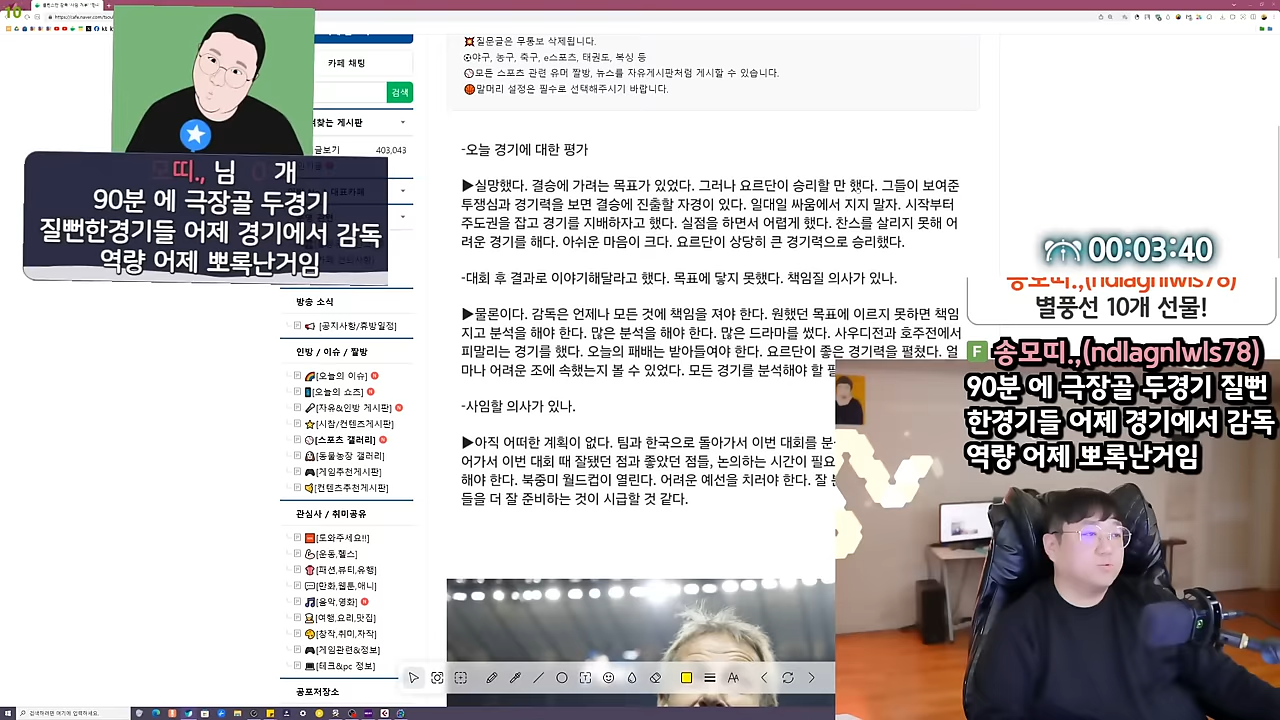 10
https://cafe.naver.com/tsou
카페 채팅
검색
403,043
방송 소식
[공지사항/휴방일정]
인방 / 이슈 / 짤방
[오늘의 이슈]
[오늘의 쇼츠]
[자유&인방 게시판]
[시참/컨텐츠게시판]
[스포츠 갤러리]
[동물농장 갤러리]
[게임추천게시판]
[컨텐츠추천게시판]
관심사 / 취미공유
[도와주세요!!]
[운동,헬스]
[패션,뷰티,유행]
[만화,웹툰,애니]
[음악,영화]
[여행,요리,맛집]
[창작,취미,자작]
[게임관련&정보]
[테크&pc 정보]
공포저장소
모띠., 님 개
90분 에 극장골 두경기
질뻔한경기들 어제 경기에서 감독
역량 어제 뽀록난거임
질문글은 무통보 삭제됩니다.
야구, 농구, 족구, e스포츠, 태권도, 복싱 등
모든 스포츠 관련 유머 짤방, 뉴스를 자유게시판처럼 게시할 수 있습니다.
말머리 설정은 필수로 선택해주시기 바랍니다.
-오늘 경기에 대한 평가
▶실망했다. 결승에 가려는 목표가 있었다. 그러나 요르단이 승리할 만 했다. 그들이 보여준
투쟁심과 경기력을 보면 결승에 진출할 자경이 있다. 일대일 싸움에서 지지 말자. 시작부터
주도권을 잡고 경기를 지배하자고 했다. 실점을 하면서 어렵게 했다. 찬스를 살리지 못해 어
려운 경기를 해다. 아쉬운 마음이 크다. 요르단이 상당히 큰 경기력으로 승리했다.
-대회 후 결과로 이야기해달라고 했다. 목표에 닿지 못했다. 책임질 의사가 있나.
▶물론이다. 감독은 언제나 모든 것에 책임을 져야 한다. 원했던 목표에 이르지 못하면 책임
지고 분석을 해야 한다. 많은 분석을 해야 한다. 많은 드라마를 썼다. 사우디전과 호주전에서
피말리는 경기를 했다. 오늘의 패배는 받아들여야 한다. 요르단이 좋은 경기력을 펼쳤다. 얼
마나 어려운 조에 속했는지 볼 수 있었다. 모든 경기를 분석해야 할 필
-사임할 의사가 있나.
▶아직 어떠한 계획이 없다. 팀과 한국으로 돌아가서 이번 대회를 분
어가서 이번 대회 때 잘됐던 점과 좋았던 점들, 논의하는 시간이 필요
해야 한다. 북중미 월드컵이 열린다. 어려운 예선을 치러야 한다. 잘
들을 더 잘 준비하는 것이 시급할 것 같다.
00:03:40
송모띠.,(ndlagnlwls78)
별풍선 10개 선물!
F 송모띠.,(ndlagnlwls78)
90분 에 극장골 두경기 질뻔
한경기들 어제 경기에서 감독
역량 어제 뽀록난거임
검색하려면 여기에 입력하세요.